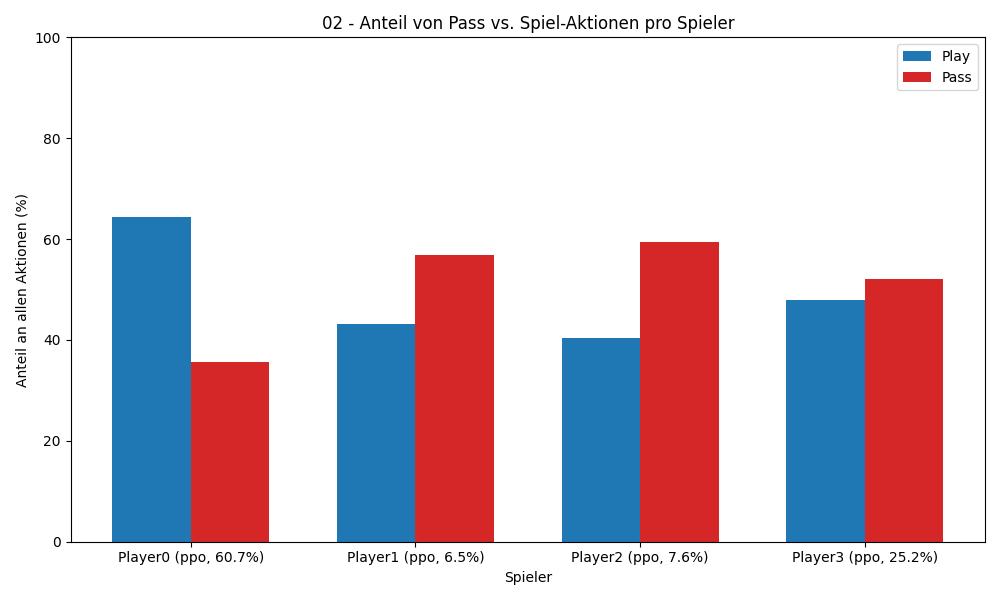 02 - Anteil von Pass vs. Spiel-Aktionen pro Spieler
Play
Pass
Anteil an allen Aktionen (%)
100
80
60
40
20
0
Player0 (ppo, 60.7%)
Player1 (ppo, 6.5%)
Player2 (ppo, 7.6%)
Player3 (ppo, 25.2%)
Spieler